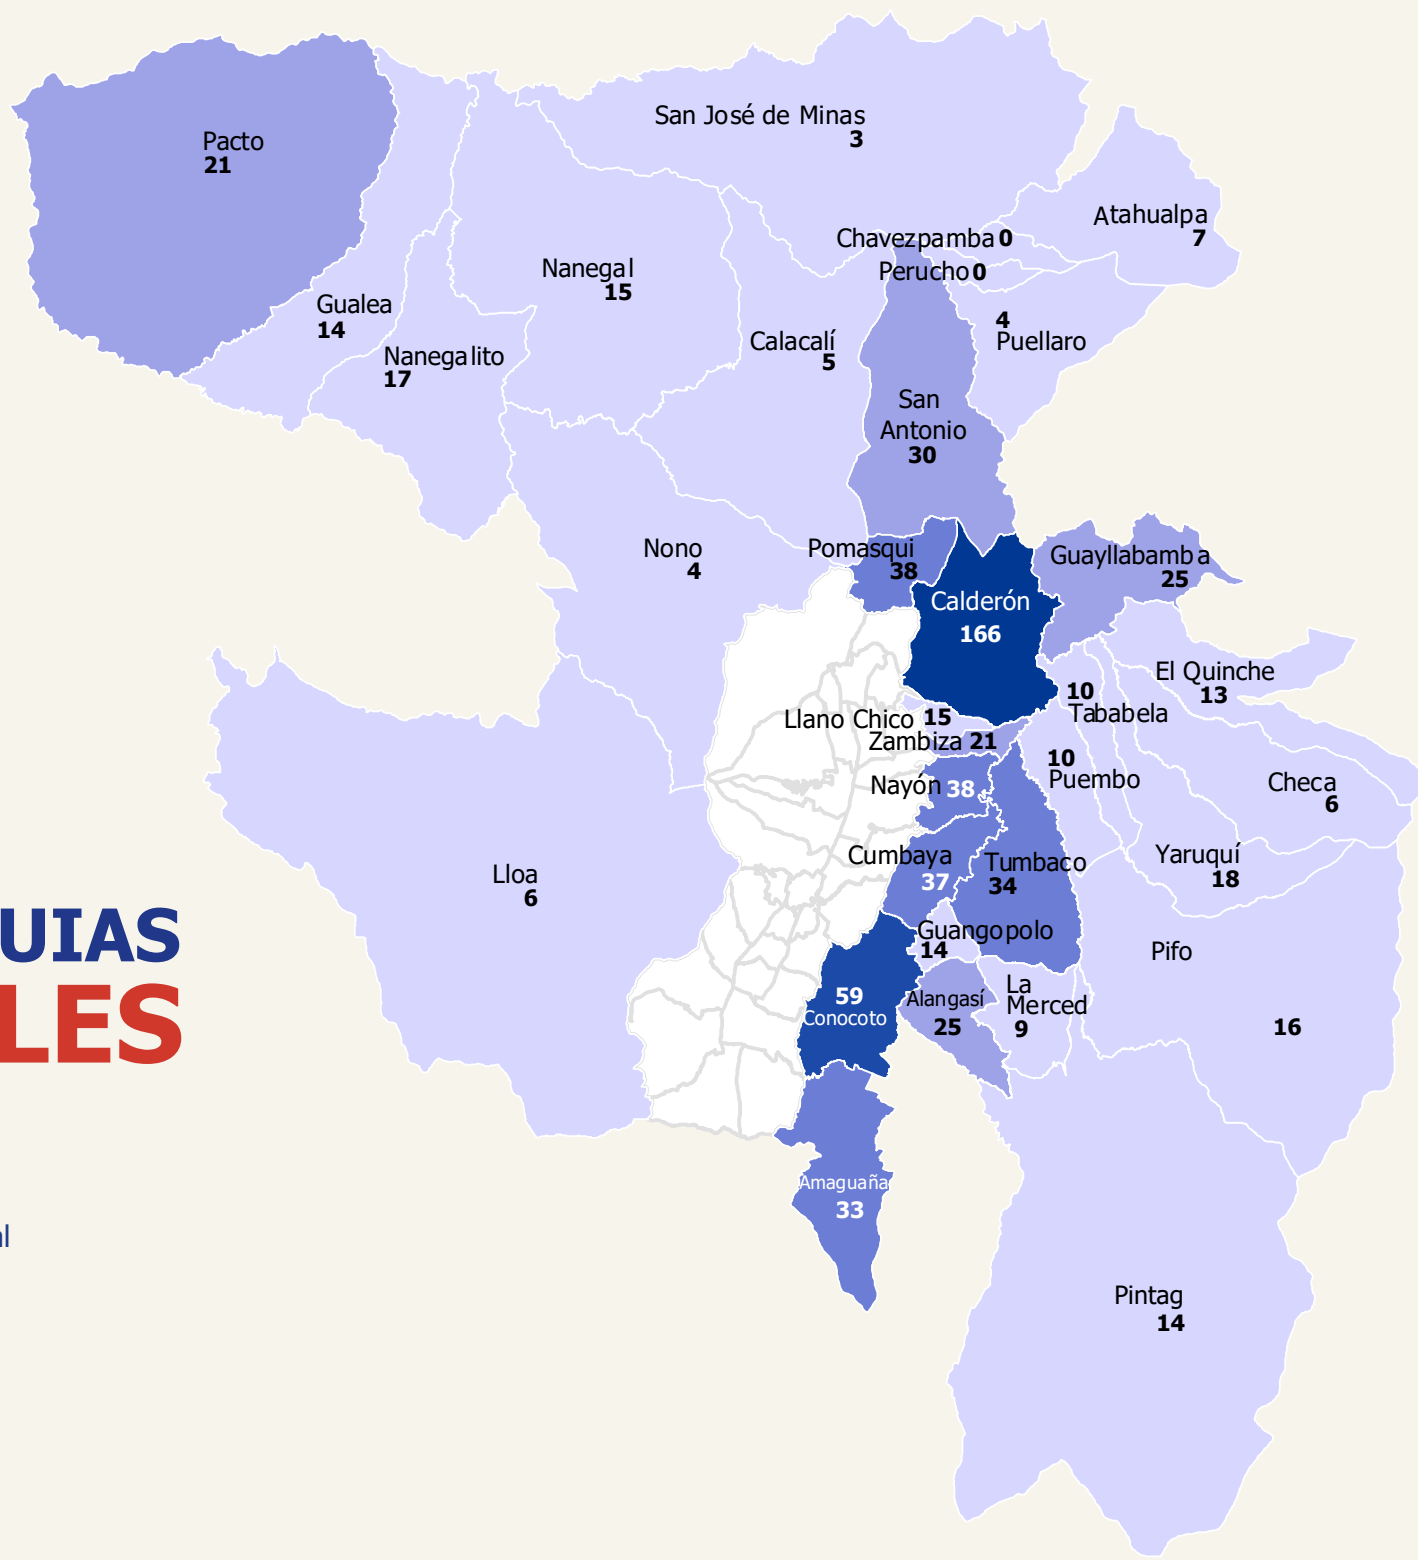 San José de Minas
3
Pacto
21
Atahualpa
7
Chavezpamba 0
Perucho 0
Nanegal
15
Gualea
14
4
Puellaro
Calacalí
5
Nanegalito
17
San
Antonio
30
Nono
4
Pomasqui
38
Guayllabamba
25
Calderón
166
El Quinche
13
10
Tababela
Llano Chico 15
Zambiza 21
10
Puembo
Nayón 38
Checa
6
Cumbaya
37
Tumbaco
34
Yaruquí
18
Lloa
6
UIAS
LES
Guangopolo
14
Pifo
16
59
Conocoto
Alangasí
25
La
Merced
9
Amaguaña
33
al
Pintag
14